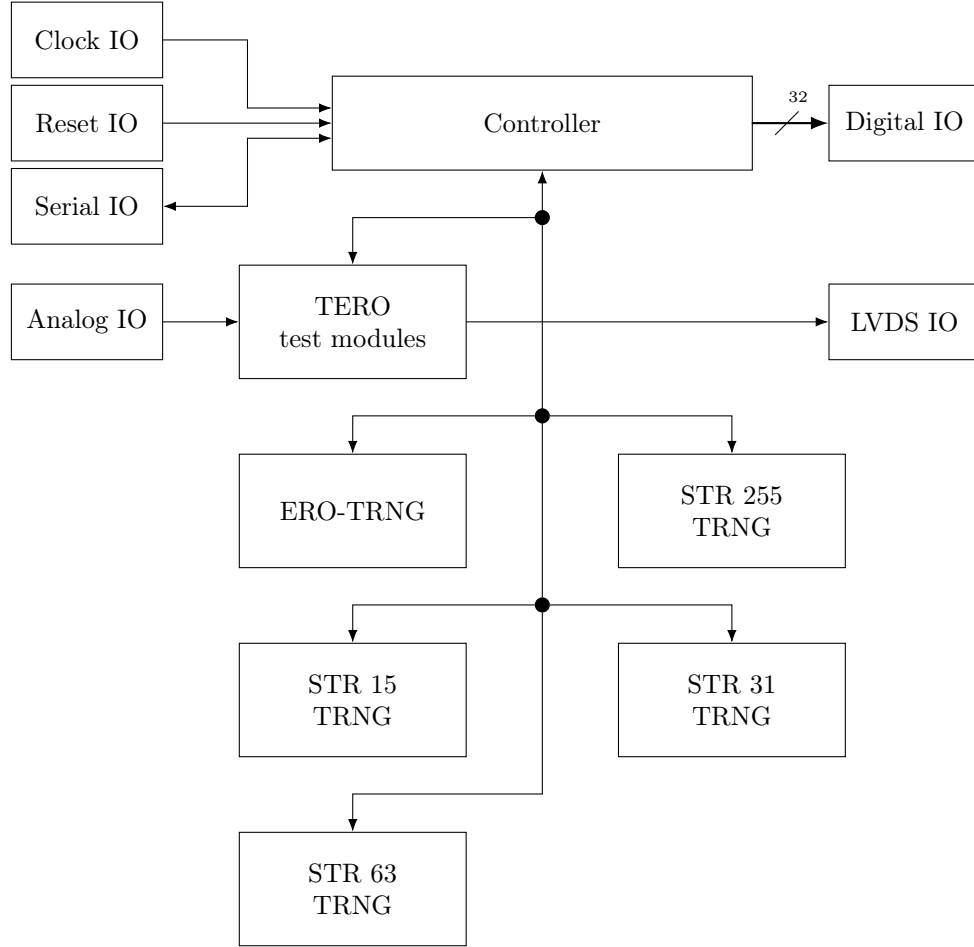 Clock IO
Reset IO
Controller
32
Digital IO
Serial IO
Analog IO
TERO
test modules
LVDS IO
ERO-TRNG
STR 255
TRNG
STR 15
TRNG
STR 31
TRNG
STR 63
TRNG